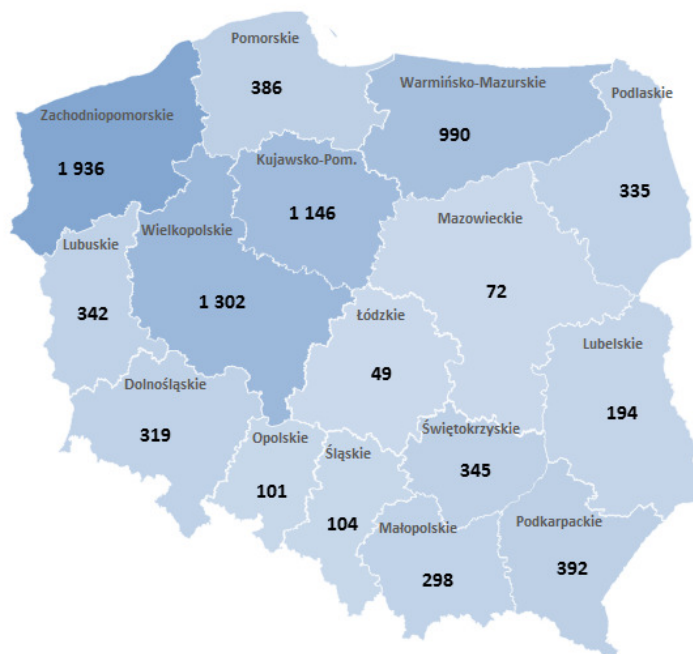 Pomorskie
386
Warmińsko-Mazurskie
990
Podlaskie
335
Zachodniopomorskie
1 936
Kujawsko-Pom.
1 146
Mazowieckie
72
Wielkopolskie
1 302
Lubuskie
342
Łódzkie
49
Lubelskie
194
Dolnośląskie
319
Opolskie
101
Śląskie
104
Świętokrzyskie
345
Małopolskie
298
Podkarpackie
392